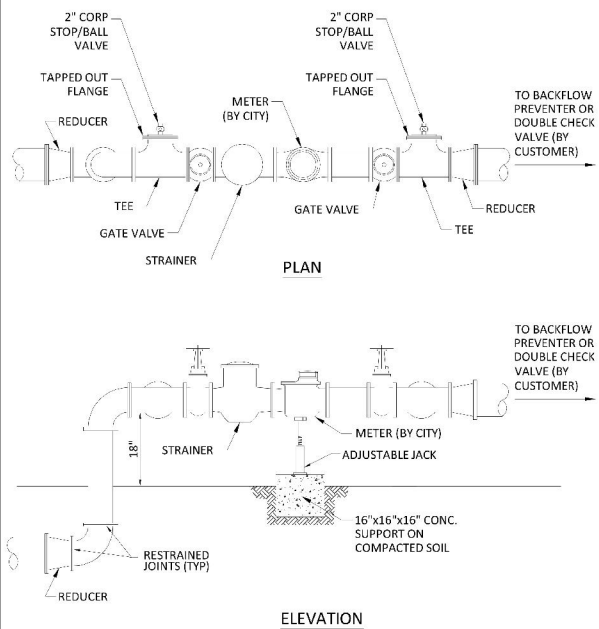 2" CORP
STOP/BALL
VALVE
TAPPED OUT
FLANGE
REDUCER
METER
(BY CITY)
2" CORP
STOP/BALL
VALVE
TAPPED OUT
FLANGE
TO BACKFLOW
PREVENTER OR
DOUBLE CHECK
VALVE (BY
CUSTOMER)
TEE
GATE VALVE
STRAINER
GATE VALVE
REDUCER
TEE
PLAN
TO BACKFLOW
PREVENTER OR
DOUBLE CHECK
VALVE (BY
CUSTOMER)
18"
STRAINER
METER (BY CITY)
ADJUSTABLE JACK
16"x16"x16" CONC.
SUPPORT ON
COMPACTED SOIL
RESTRAINED
JOINTS (TYP)
REDUCER
ELEVATION